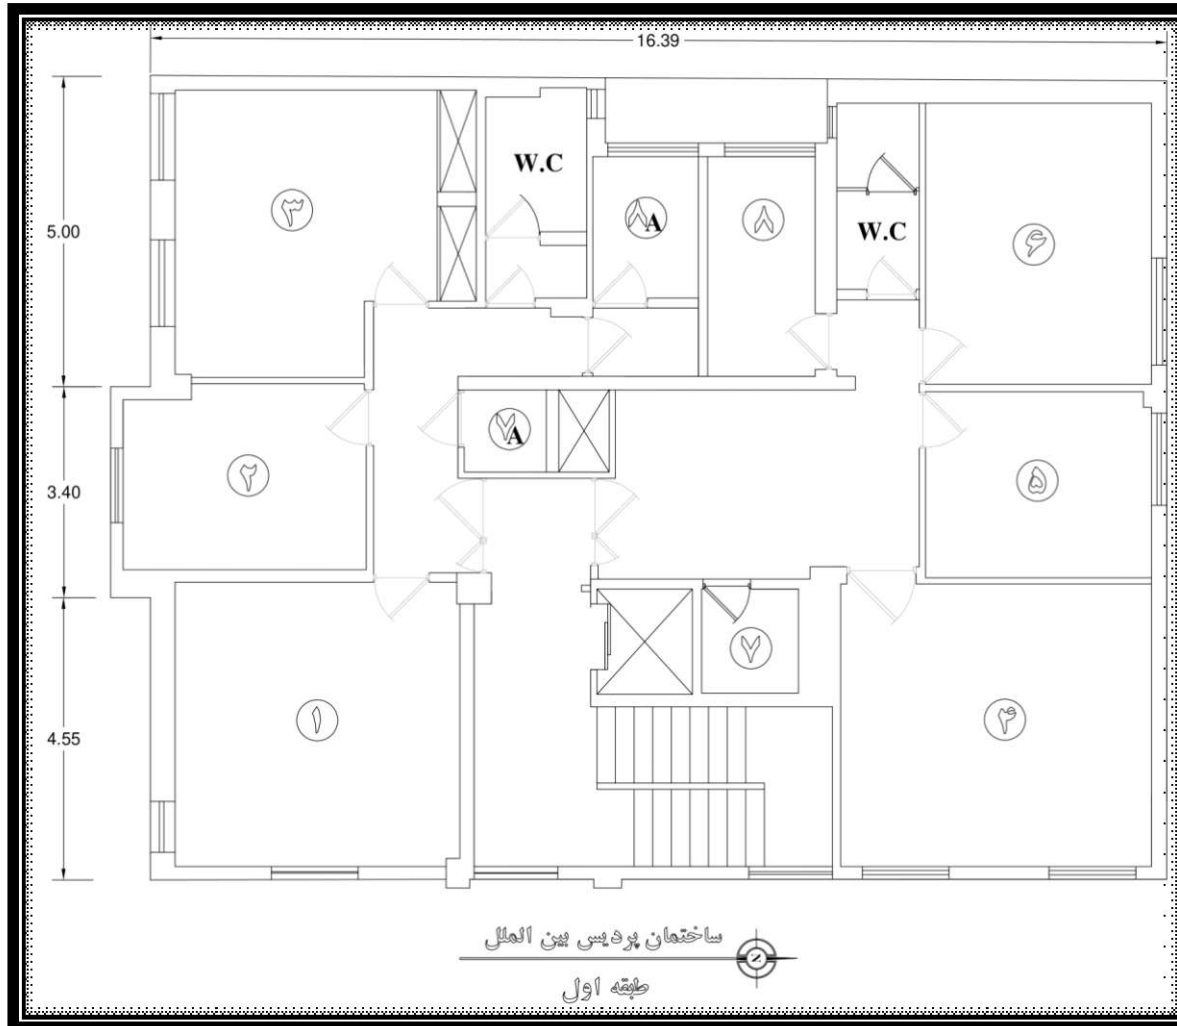 16.39
W.C
۳
۸A
۸
W.C
۶
5.00
۷A
۲
۵
3.40
۷
۱
۴
4.55
ساختمان پردیس بین الملل
N
طبقه اول